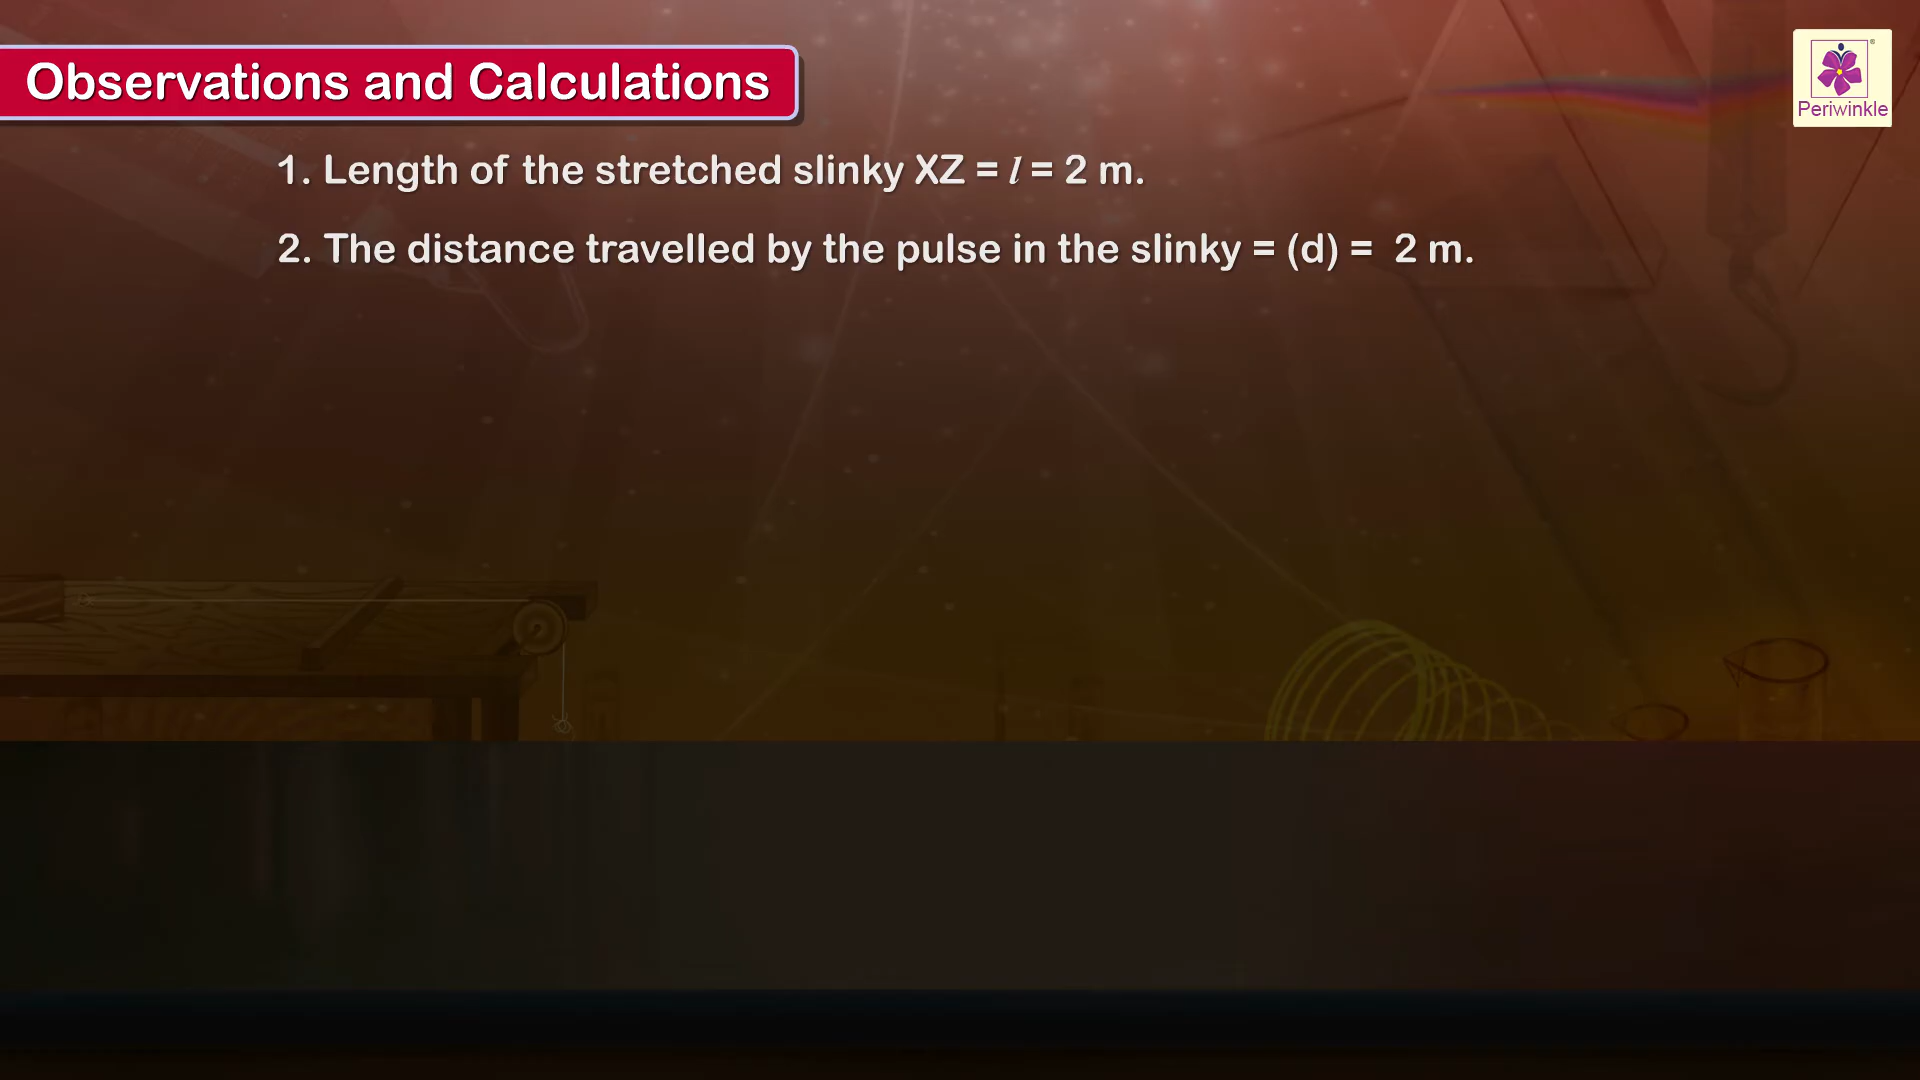 Observations and Calculations
Periwinkle
1. Length of the stretched slinky XZ = l = 2 m.
2. The distance travelled by the pulse in the slinky = (d) = 2 m.